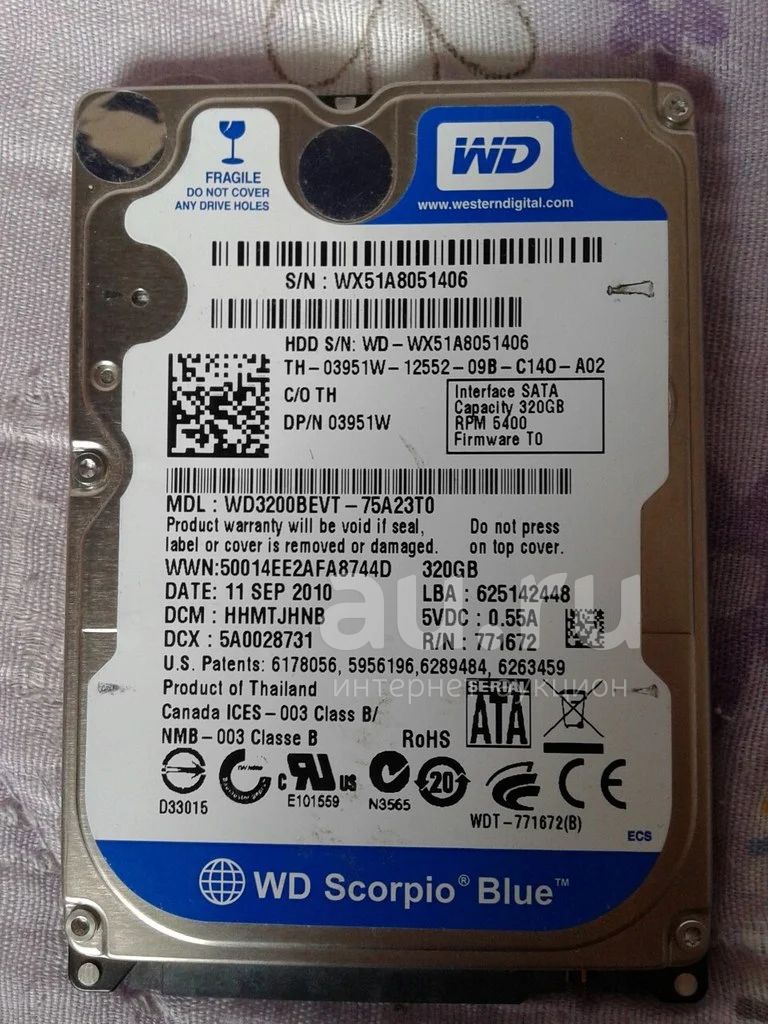 FRAGILE
DO NOT COVER
ANY DRIVE HOLES
WD
www.westerndigital.com
S/N : WX51A8051406
HDD S/N: WD-WX51A8051406
TH-03951W-12552-09B-C140-A02
C/O TH
DP/N 03951W
Interface SATA
Capacity 320GB
RPM 5400
Firmware T0
MDL : WD3200BEVT-75A23T0
Product warranty will be void if seal,
label or cover is removed or damaged.
Do not press
on top cover.
WWN:50014EE2AFA8744D 320GB
DATE: 11 SEP 2010 LBA : 625142448
DCM : HHMTJHNB 5VDC : 0.55A
DCX : 5A0028731 R/N : 771672
au.ru
U.S. Patents: 6178056, 5956196,6289484, 6263459
Product of Thailand
интернет аукцион
SERIAL
ATA
Canada ICES-003 Class B/
NMB-003 Classe B
RoHS
D33015
c UR US
E101559
N3565
20
CE
WDT-771672(B)
ECS
WD Scorpio® Blue™